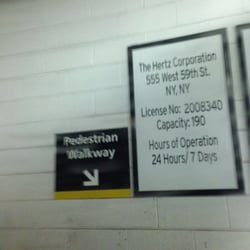 The Hertz Corporation
555 West 59th St.
NY, NY
License No: 2008340
Capacity: 190
Hours of Operation
24 Hours/ 7 Days
Pedestrian
Walkway